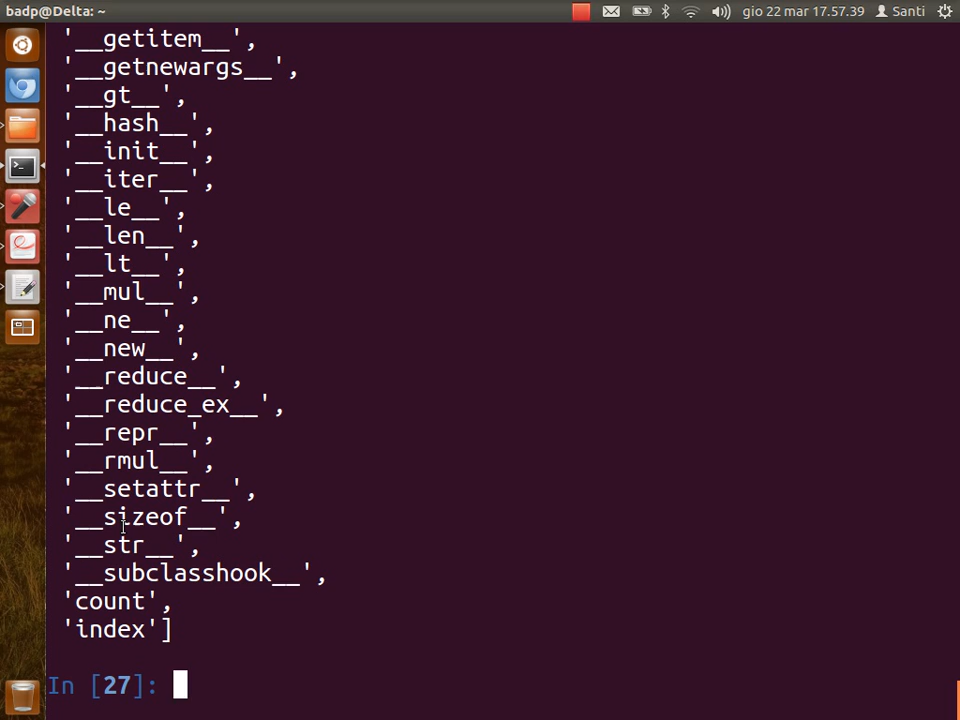 badp@Delta: ~
gio 22 mar 17.57.39
Santi
'__getitem__',
'__getnewargs__',
'__gt__',
'__hash__',
'__init__',
'__iter__',
'__le__',
'__len__',
'__lt__',
'__mul__',
'__ne__',
'__new__',
'__reduce__',
'__reduce_ex__',
'__repr__',
'__rmul__',
'__setattr__',
'__sizeof__',
'__str__',
'__subclasshook__',
'count',
'index']
In [27]: